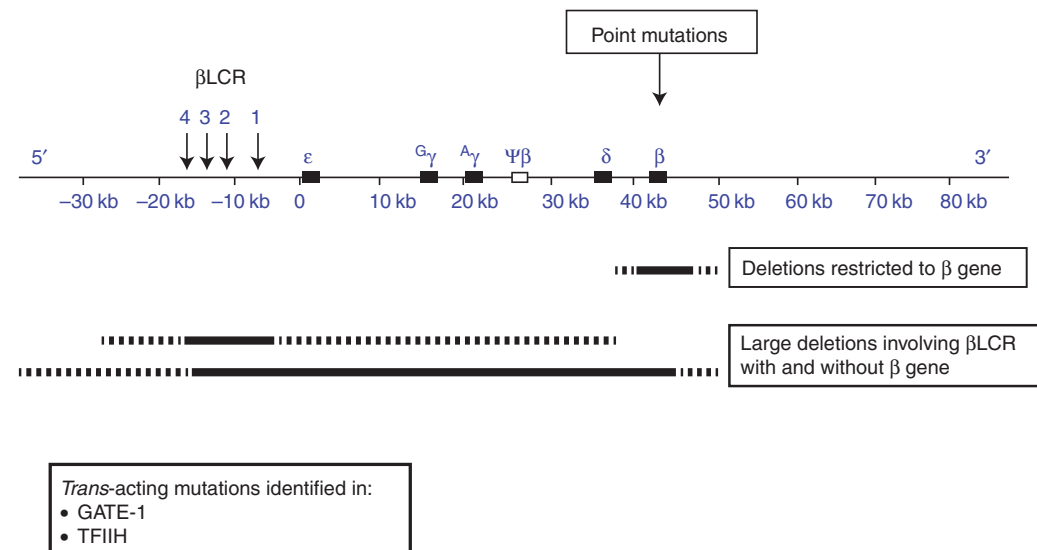 Point mutations
βLCR
4 3 2 1
5′ ε Gγ Aγ Ψβ δ β 3′
–30 kb –20 kb –10 kb 0 10 kb 20 kb 30 kb 40 kb 50 kb 60 kb 70 kb 80 kb
Deletions restricted to β gene
Large deletions involving βLCR
with and without β gene
Trans-acting mutations identified in:
• GATE-1
• TFIIH